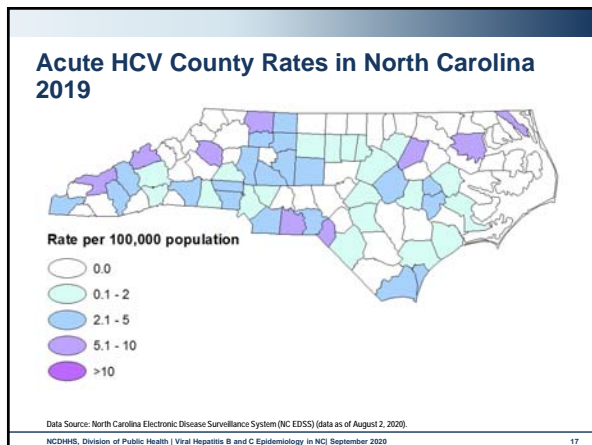 Acute HCV County Rates in North Carolina
2019
Rate per 100,000 population
0.0
0.1 - 2
2.1 - 5
5.1 - 10
>10
Data Source: North Carolina Electronic Disease Surveillance System (NC EDSS) (data as of August 2, 2020).
NCDHHS, Division of Public Health | Viral Hepatitis B and C Epidemiology in NC| September 2020 17